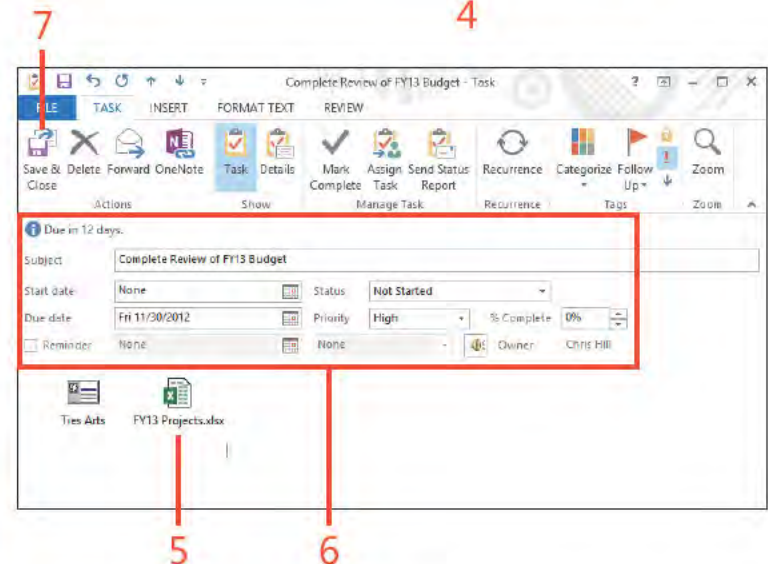 7 4
Complete Review of FY13 Budget - Task ?
FILE TASK INSERT FORMAT TEXT REVIEW
Save & Delete Forward OneNote Task Details Mark Assign Send Status Recurrence Categorize Follow Zoom
Close Complete Task Report Up
Actions Show Manage Task Recurrence Tags Zoom
Due in 12 days.
Subject Complete Review of FY13 Budget
Start date None Status Not Started
Due date Fri 11/30/2012 Priority High % Complete 0%
Reminder None None Owner Chris Hill
Tres Arts FY13 Projects.xlsx
5 6